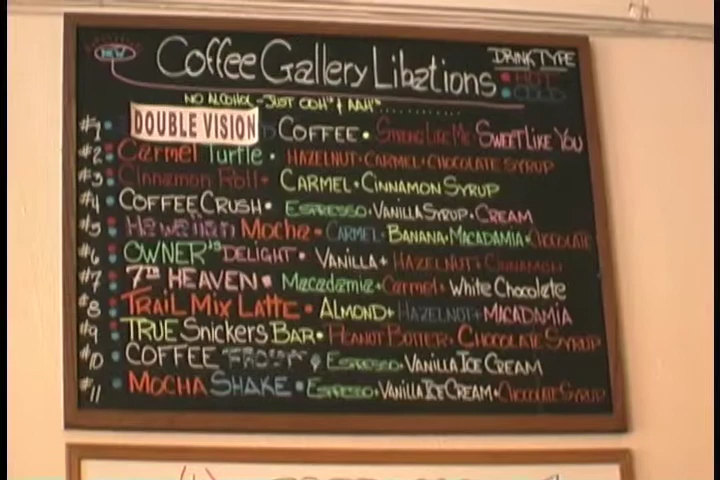 NEW Coffee Gallery Libations DRINK TYPE
HOT
COLD
NO ALCOHOL - JUST OOH'S & AAH'S..........
#1 • DOUBLE VISION COFFEE • STRONG LIKE ME • SWEET LIKE YOU
#2 Carmel Turtle • HAZELNUT • CARMEL • CHOCOLATE SYRUP
#3 Cinnamon Roll • CARMEL • CINNAMON SYRUP
#4 COFFEE CRUSH • ESPRESSO • VANILLA SYRUP • CREAM
#5 Hawaiian Mocha • CARMEL • BANANA • MACADAMIA • CHOCOLATE
#6 OWNER'S DELIGHT • VANILLA • HAZELNUT • CINNAMON
#7 7th HEAVEN • Macadamia • Carmel • White Chocolate
#8 TRAIL MIX LATTE • ALMOND • HAZELNUT • MACADAMIA
#9 TRUE Snickers BAR • PEANUT BUTTER • CHOCOLATE SYRUP
#10 • COFFEE ESPRESSO • VANILLA ICE CREAM
#11 • MOCHA SHAKE • ESPRESSO • VANILLA ICE CREAM • CHOCOLATE SYRUP